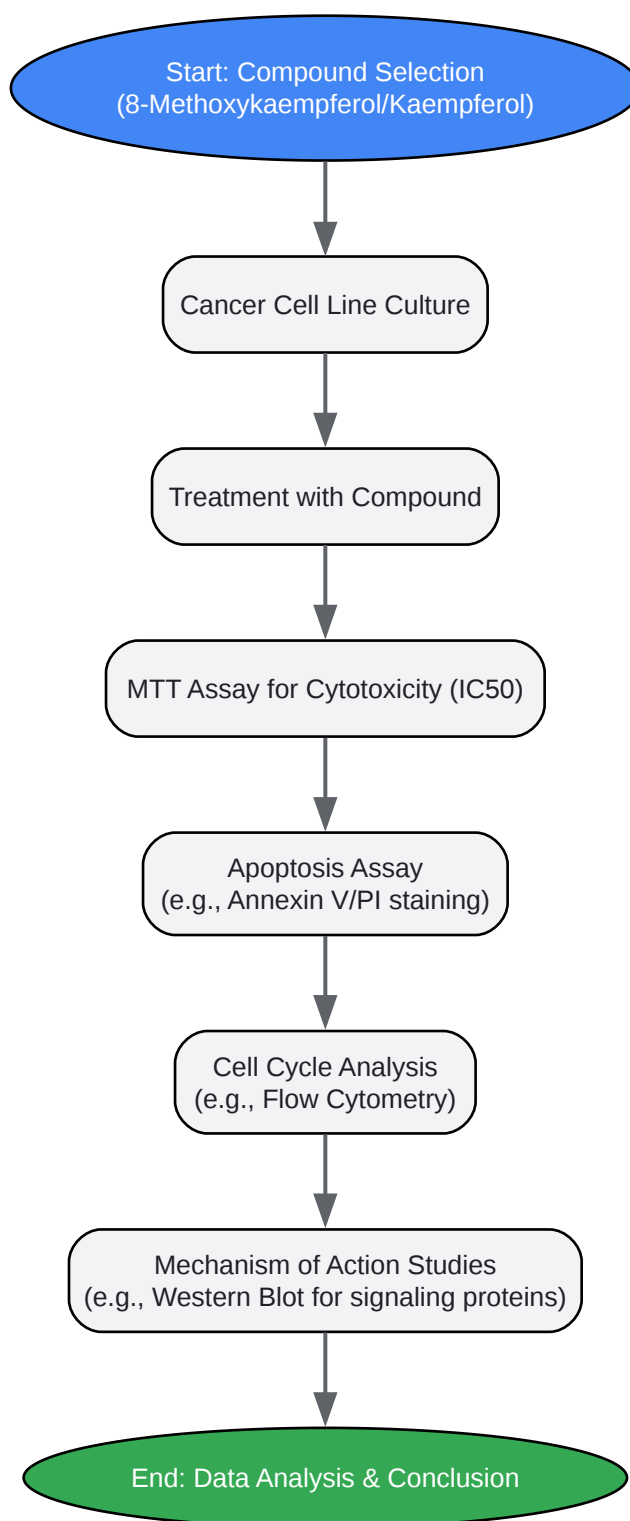 Start: Compound Selection
(8-Methoxykaempferol/Kaempferol)
Cancer Cell Line Culture
Treatment with Compound
MTT Assay for Cytotoxicity (IC50)
Apoptosis Assay
(e.g., Annexin V/PI staining)
Cell Cycle Analysis
(e.g., Flow Cytometry)
Mechanism of Action Studies
(e.g., Western Blot for signaling proteins)
End: Data Analysis & Conclusion